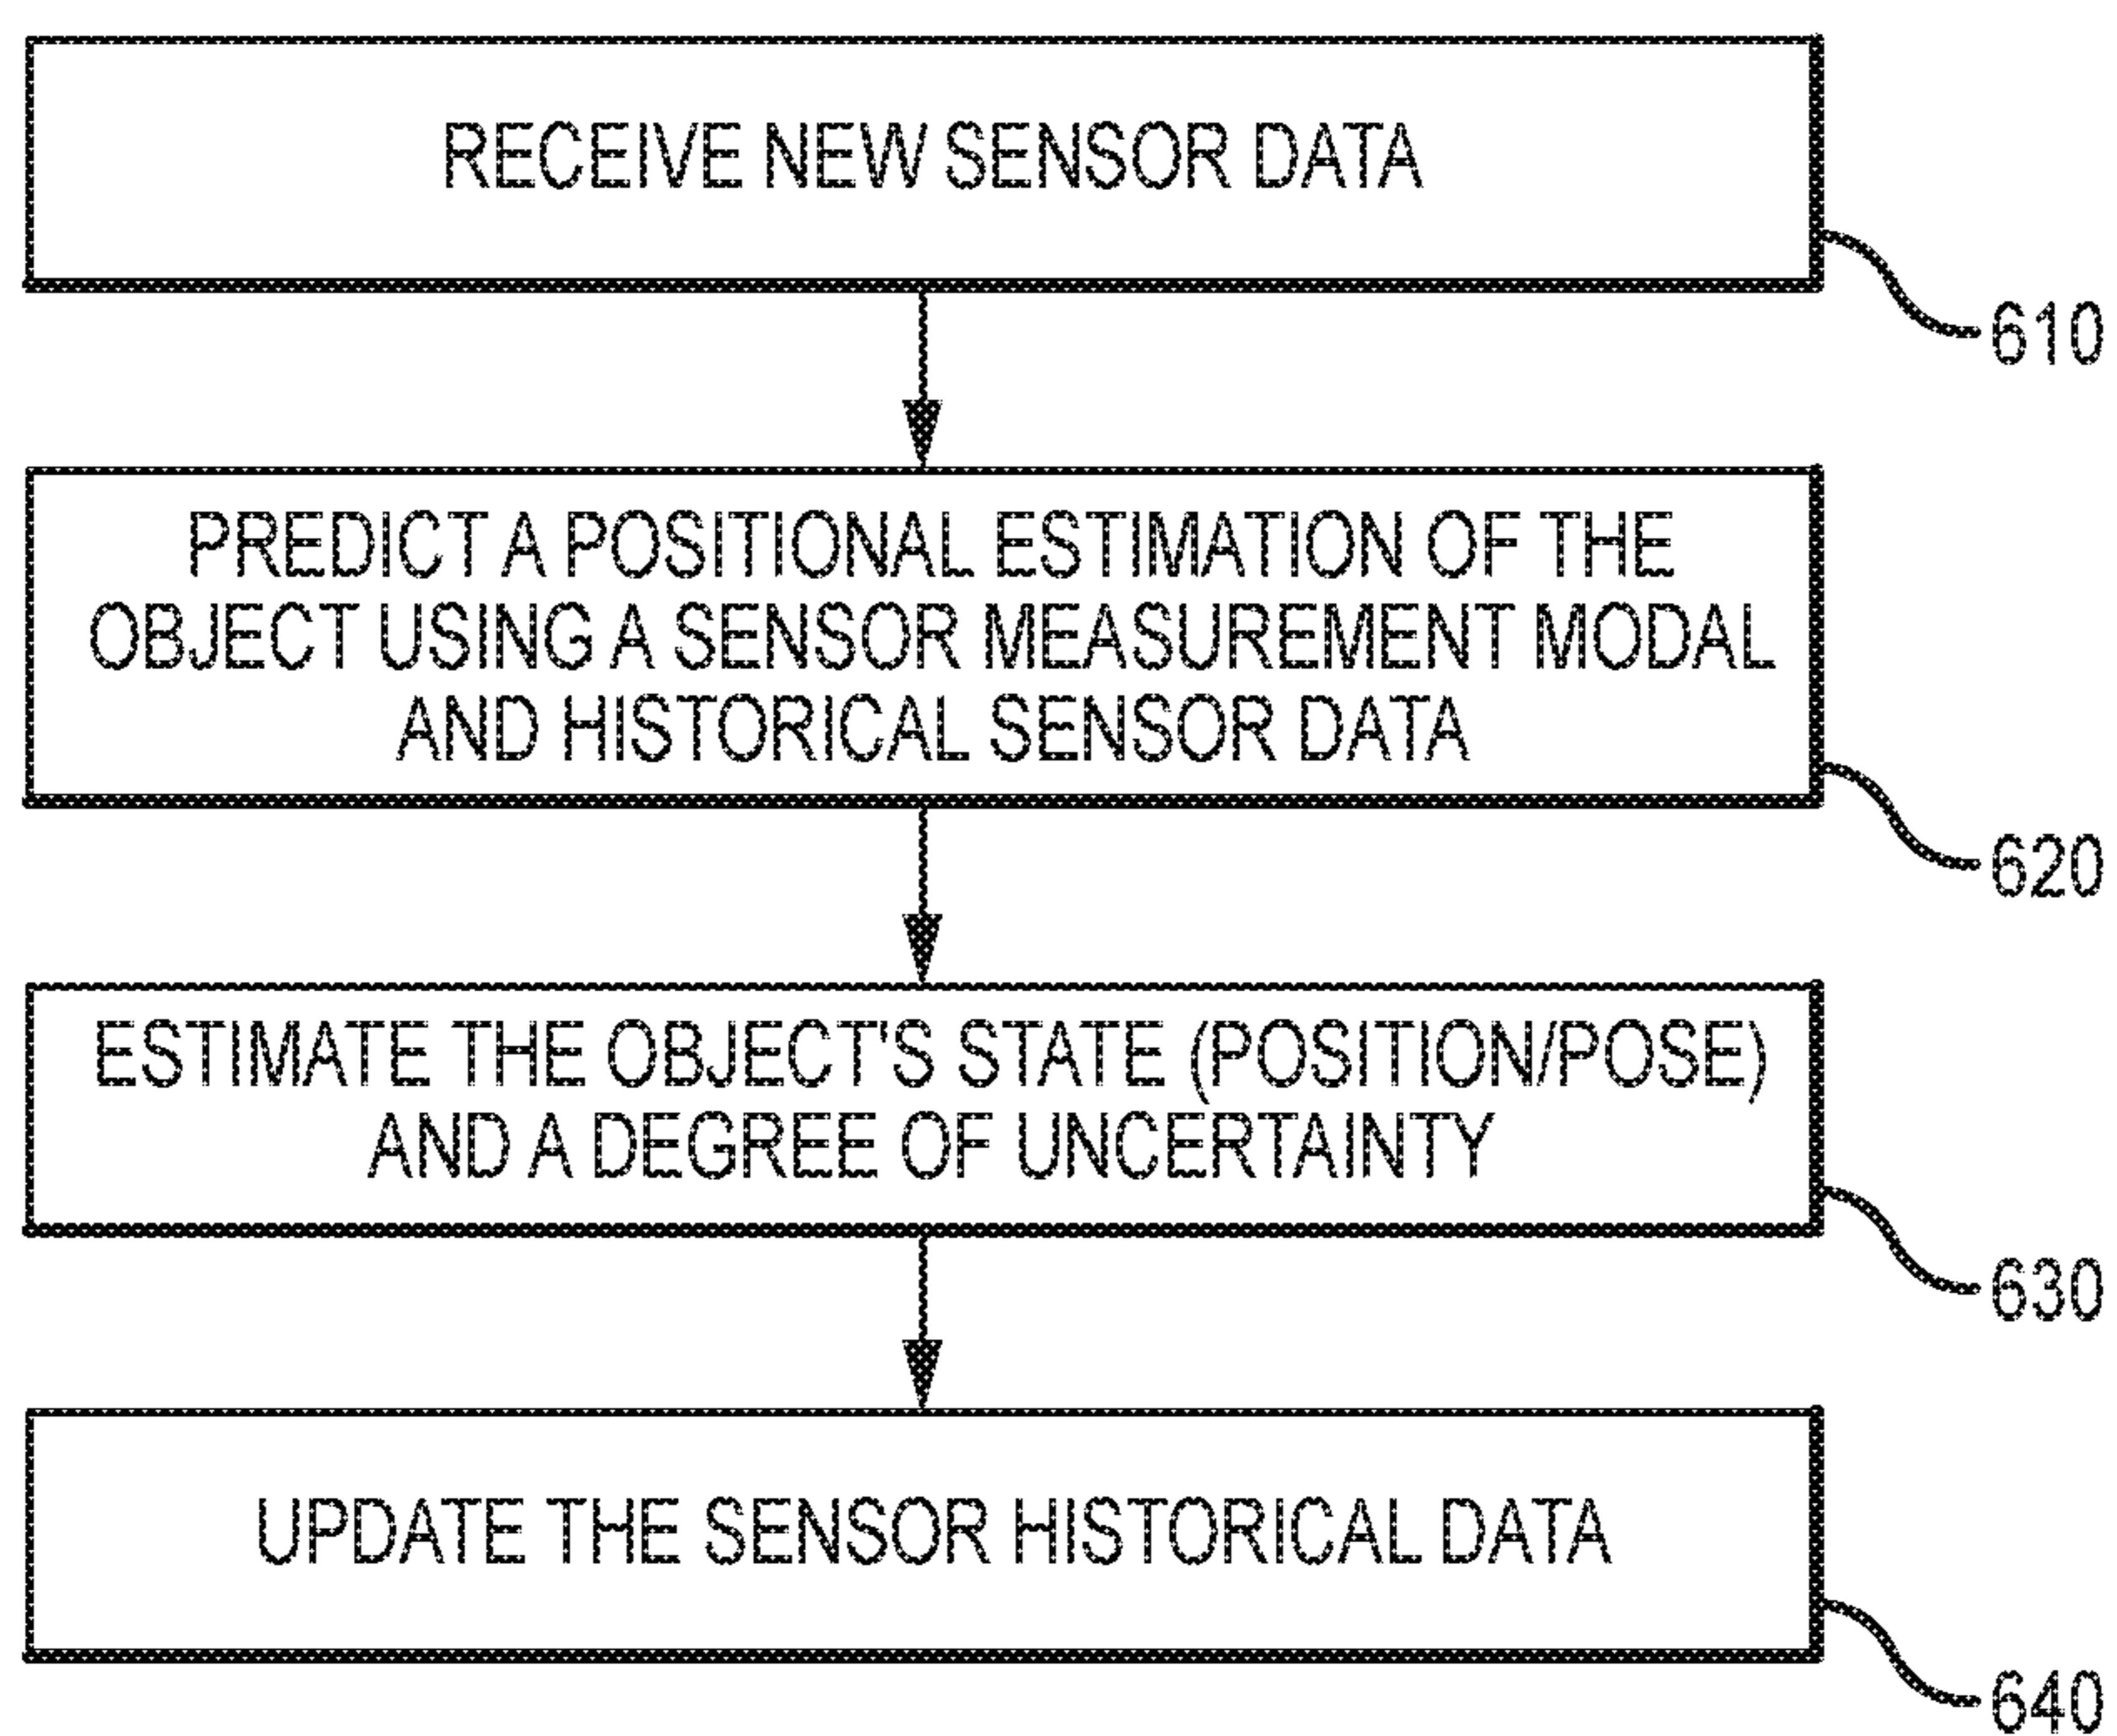 RECEIVE NEW SENSOR DATA
610
PREDICT A POSITIONAL ESTIMATION OF THE
OBJECT USING A SENSOR MEASUREMENT MODAL
AND HISTORICAL SENSOR DATA
620
ESTIMATE THE OBJECT'S STATE (POSITION/POSE)
AND A DEGREE OF UNCERTAINTY
630
UPDATE THE SENSOR HISTORICAL DATA
640